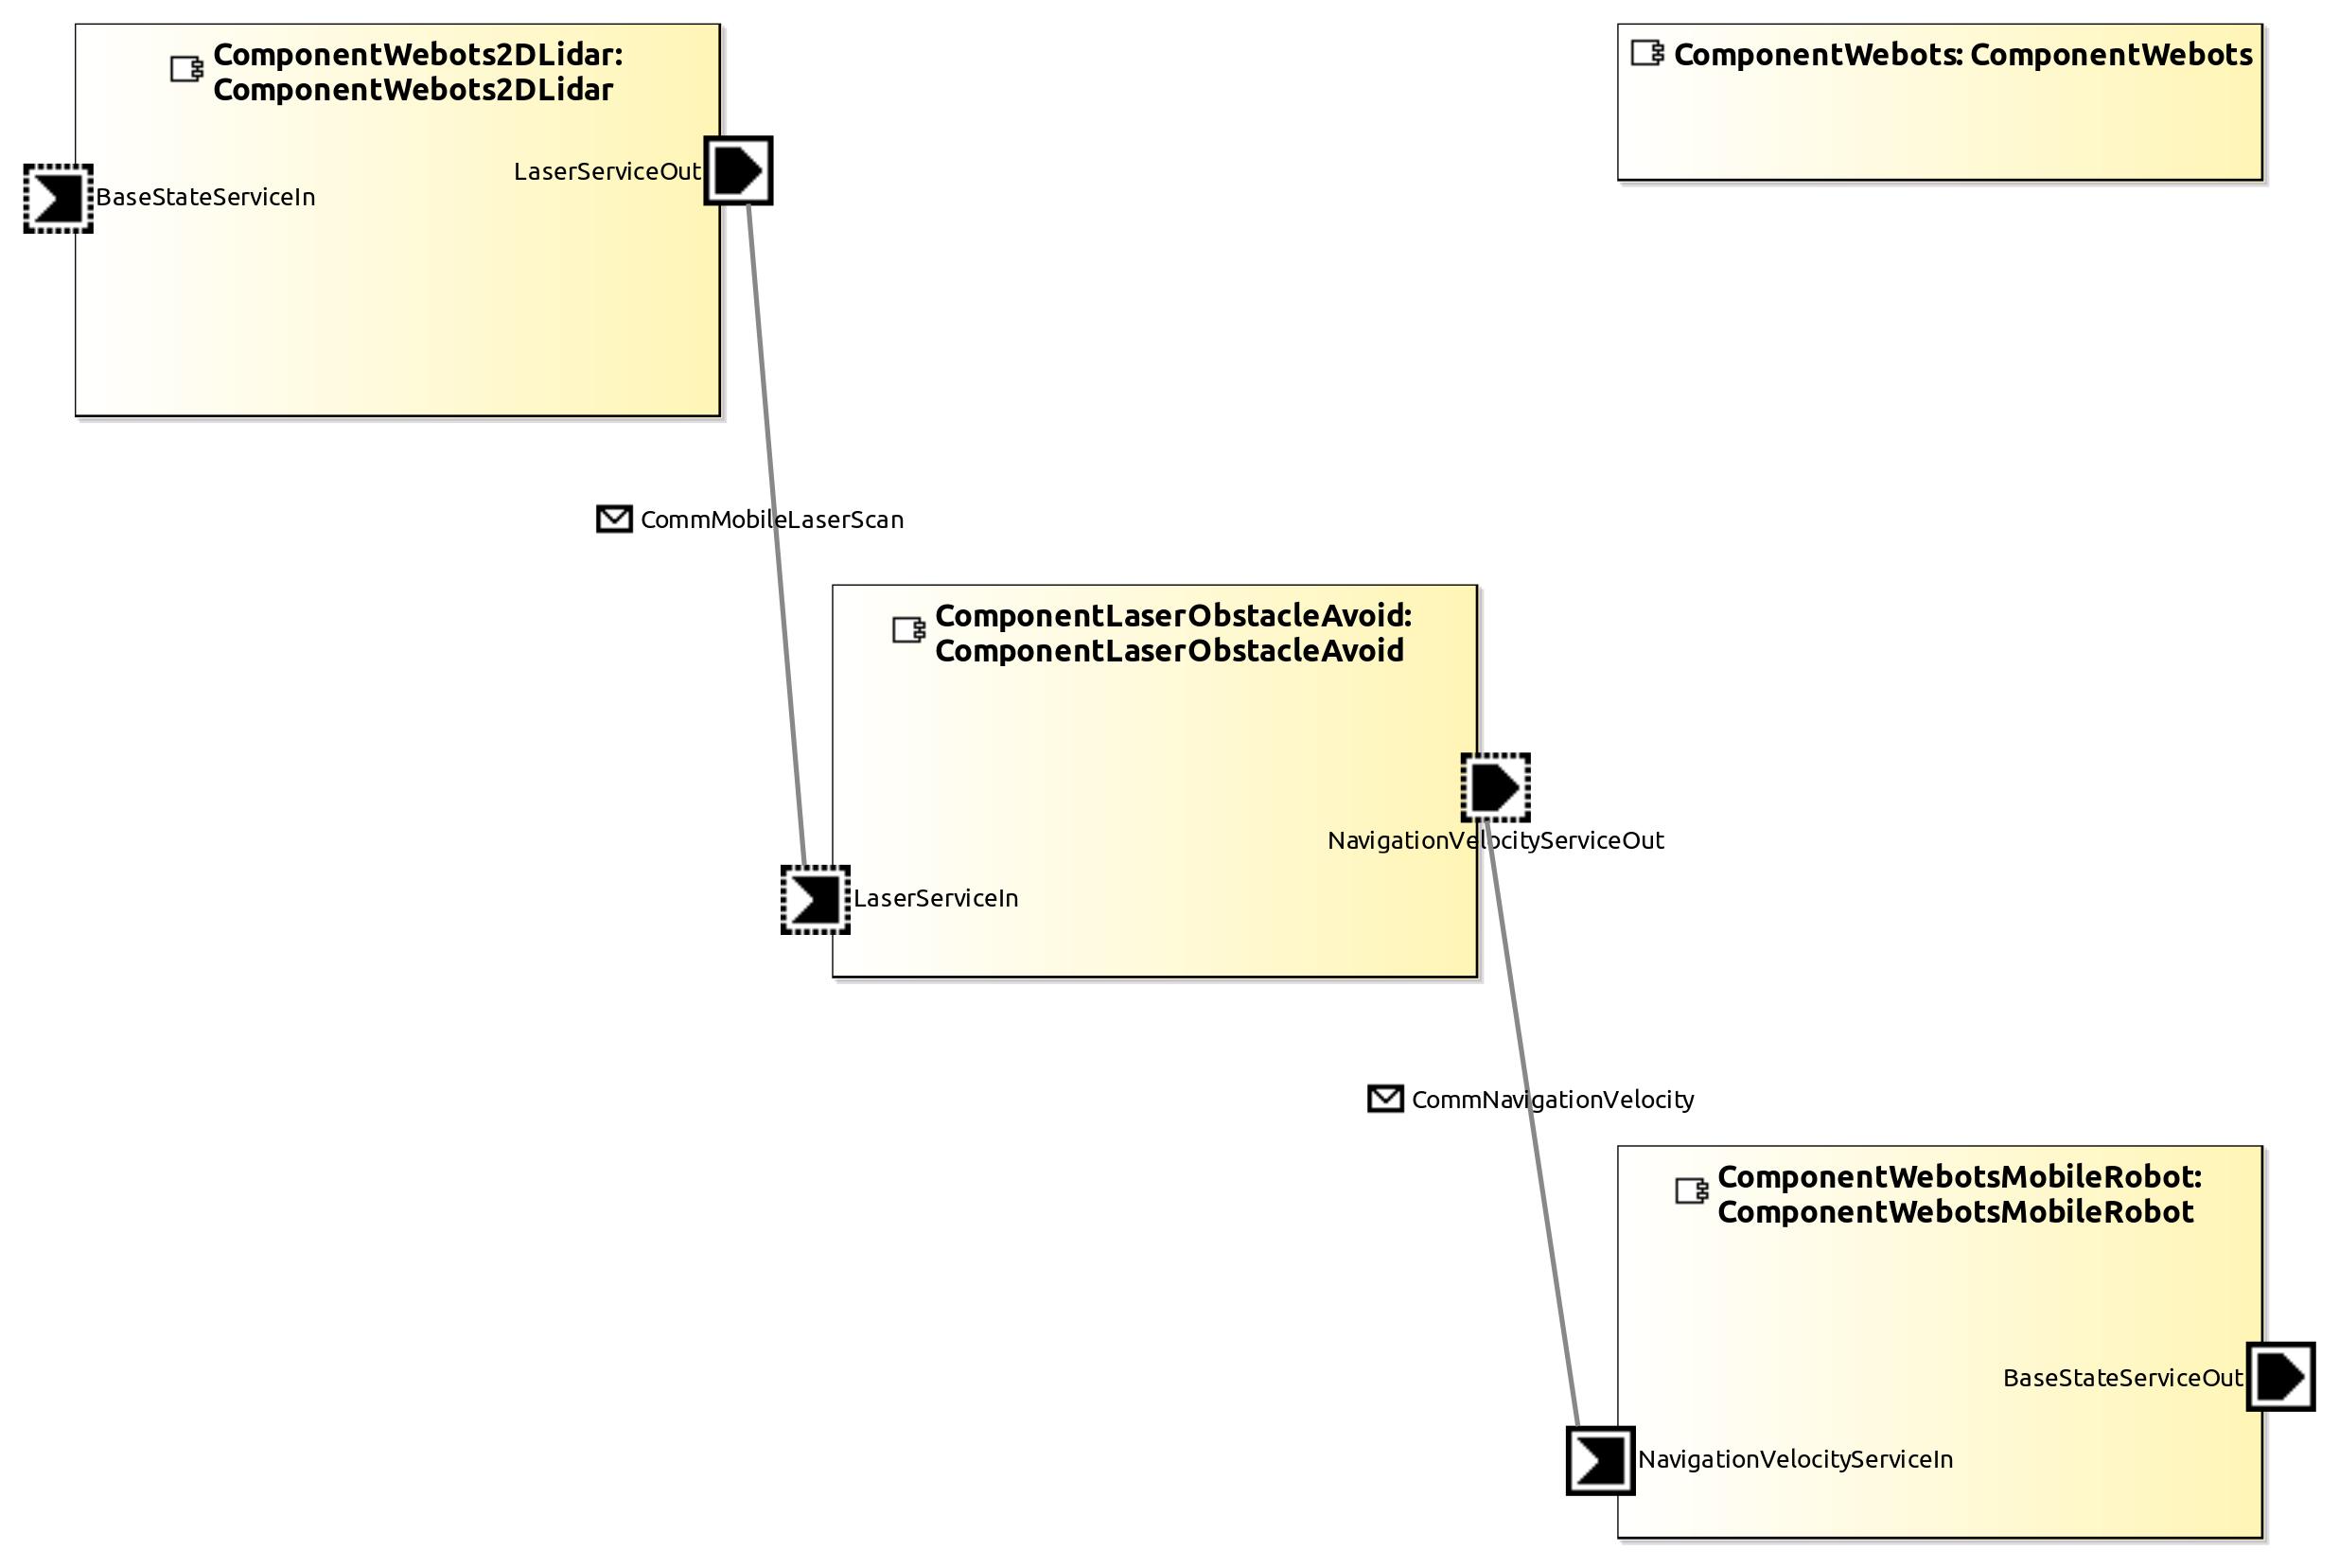 ComponentWebots2DLidar:
ComponentWebots2DLidar
ComponentWebots: ComponentWebots
LaserServiceOut
BaseStateServiceIn
CommMobileLaserScan
ComponentLaserObstacleAvoid:
ComponentLaserObstacleAvoid
NavigationVelocityServiceOut
LaserServiceIn
CommNavigationVelocity
ComponentWebotsMobileRobot:
ComponentWebotsMobileRobot
BaseStateServiceOut
NavigationVelocityServiceIn